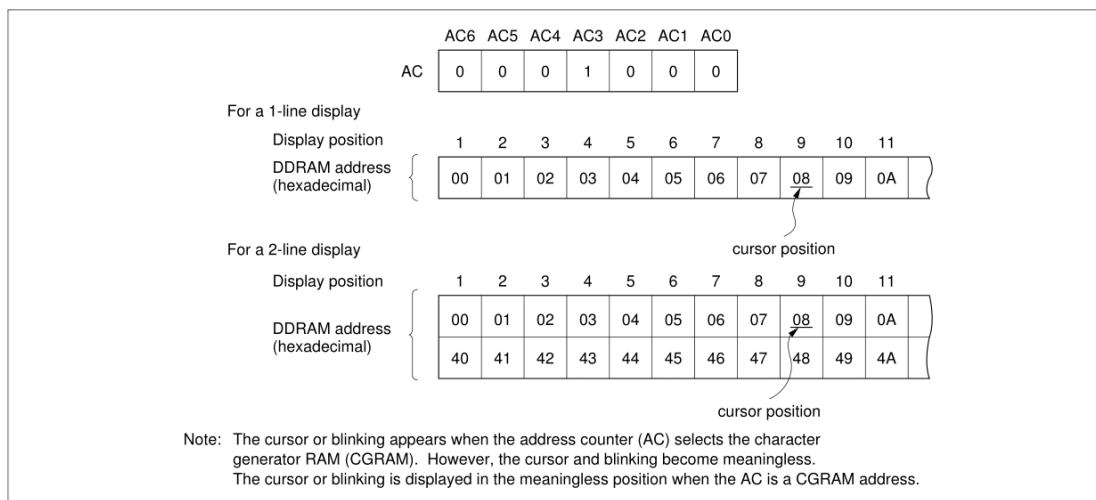 AC6 AC5 AC4 AC3 AC2 AC1 AC0
AC 0 0 0 1 0 0 0
For a 1-line display
Display position 1 2 3 4 5 6 7 8 9 10 11
DDRAM address
(hexadecimal)
00 01 02 03 04 05 06 07 08 09 0A
cursor position
For a 2-line display
Display position 1 2 3 4 5 6 7 8 9 10 11
DDRAM address
(hexadecimal)
00 01 02 03 04 05 06 07 08 09 0A
40 41 42 43 44 45 46 47 48 49 4A
cursor position
Note: The cursor or blinking appears when the address counter (AC) selects the character
generator RAM (CGRAM). However, the cursor and blinking become meaningless.
The cursor or blinking is displayed in the meaningless position when the AC is a CGRAM address.